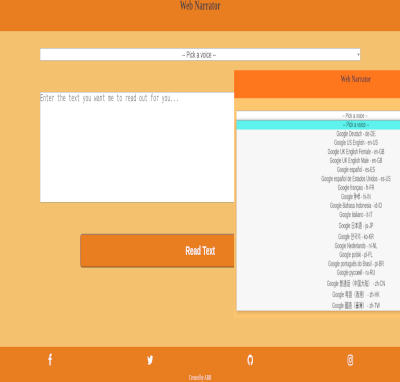 Web Narrator
-- Pick a voice --
Enter the text you want me to read out for you...
Read Text
Web Narrator
-- Pick a voice --
-- Pick a voice --
Google Deutsch - de-DE
Google US English - en-US
Google UK English Female - en-GB
Google UK English Male - en-GB
Google español - es-ES
Google español de Estados Unidos - es-US
Google français - fr-FR
Google हिन्दी - hi-IN
Google Bahasa Indonesia - id-ID
Google italiano - it-IT
Google 日本語 - ja-JP
Google 한국의 - ko-KR
Google Nederlands - nl-NL
Google polski - pl-PL
Google português do Brasil - pt-BR
Google русский - ru-RU
Google 普通话（中国大陆） - zh-CN
Google 粤語（香港） - zh-HK
Google 國語（臺灣） - zh-TW